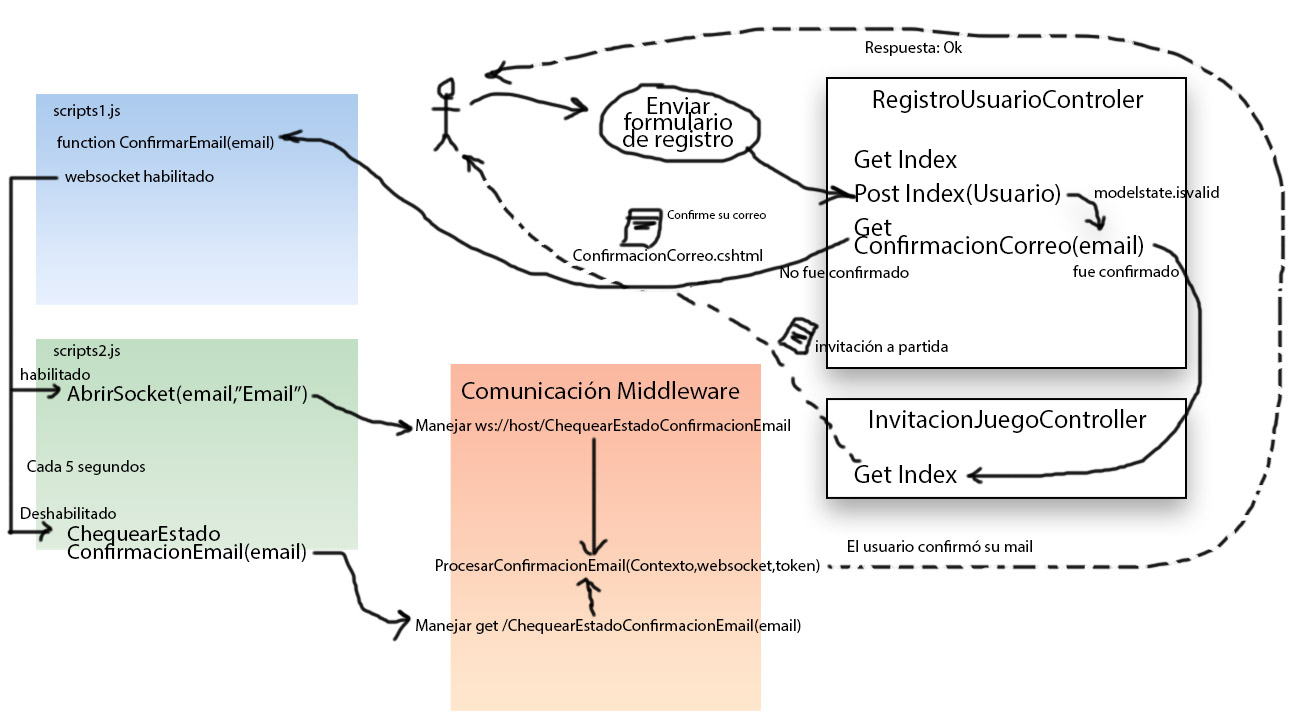 Respuesta: Ok
scripts1.js
function ConfirmarEmail(email)
websocket habilitado
Enviar
formulario
de registro
RegistroUsuarioControler
Get Index
Post Index(Usuario)
modelstate.isvalid
Get
ConfirmacionCorreo(email)
No fue confirmado
fue confirmado
Confirme su correo
ConfirmacionCorreo.cshtml
invitación a partida
scripts2.js
habilitado
AbrirSocket(email,”Email”)
Cada 5 segundos
Deshabilitado
ChequearEstado
ConfirmacionEmail(email)
Comunicación Middleware
Manejar ws://host/ChequearEstadoConfirmacionEmail
ProcesarConfirmacionEmail(Contexto,websocket,token)
Manejar get /ChequearEstadoConfirmacionEmail(email)
InvitacionJuegoController
Get Index
El usuario confirmó su mail